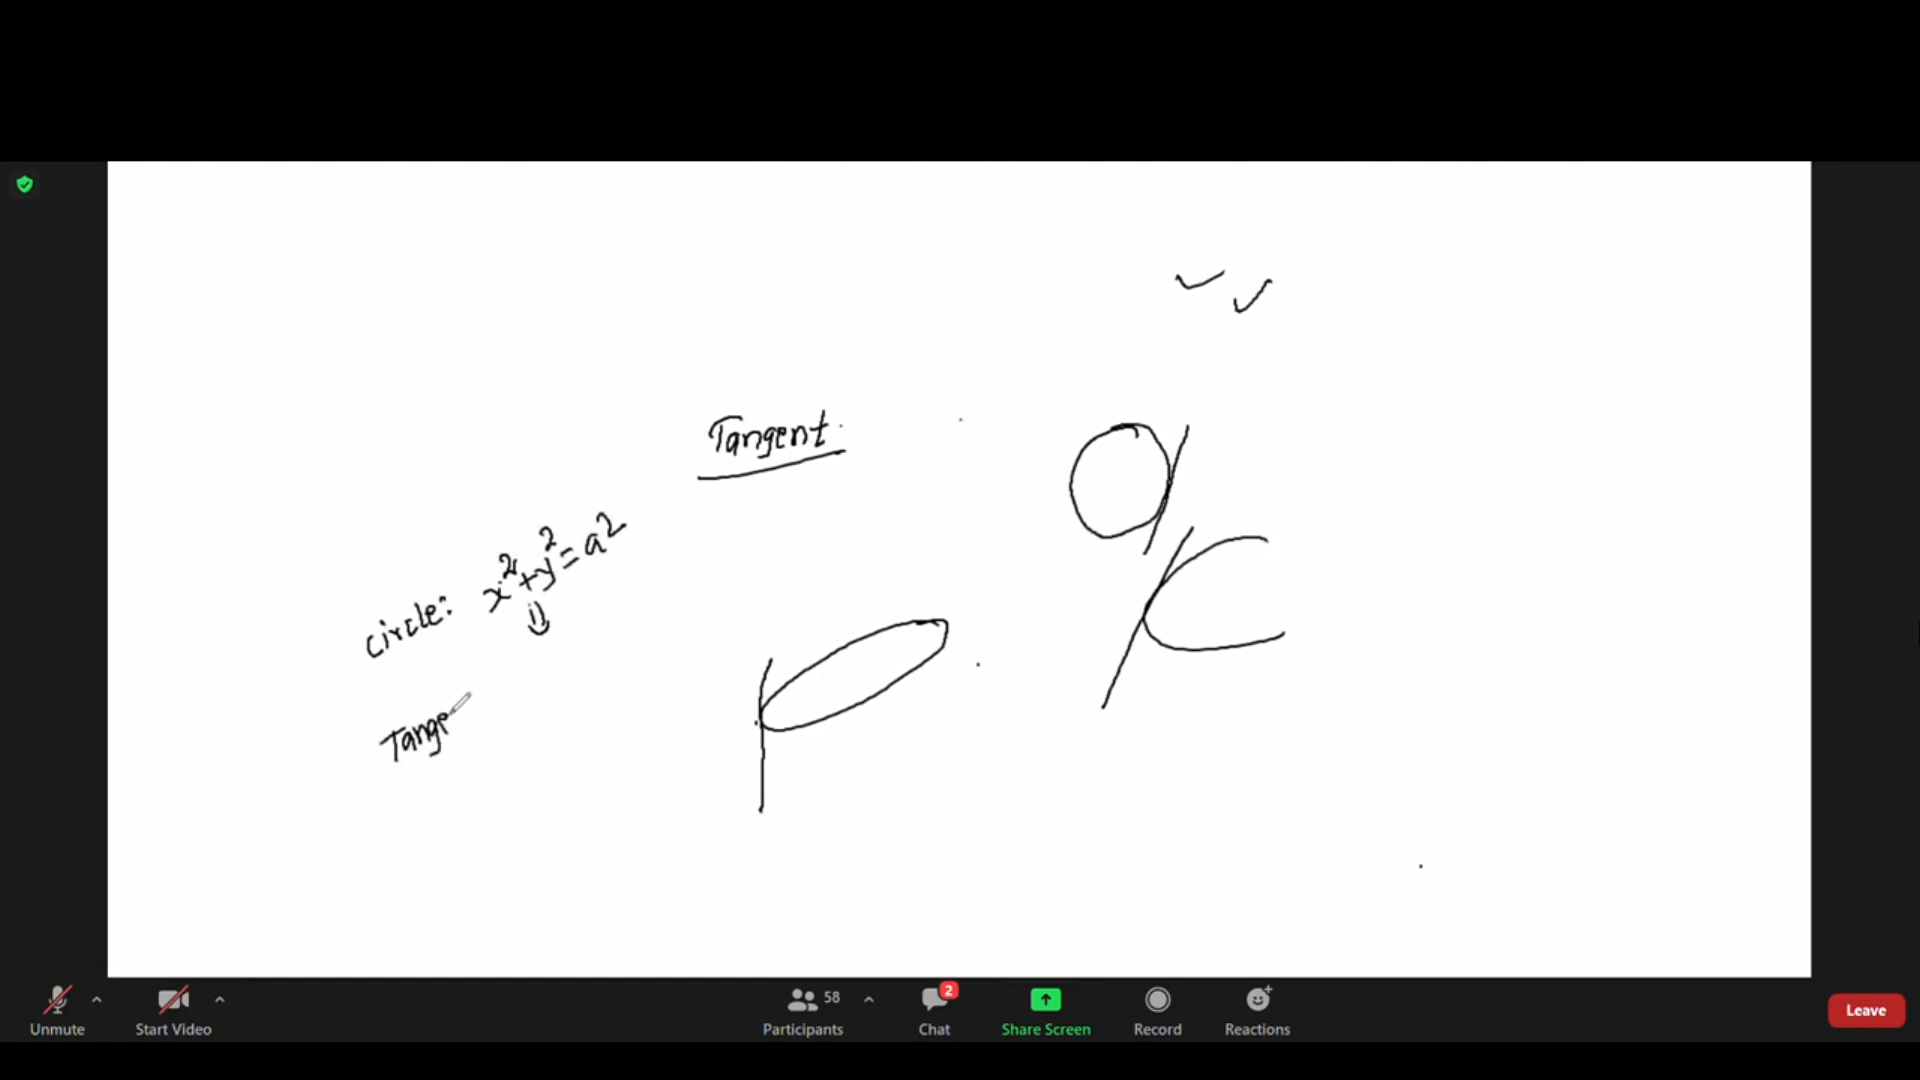 Tangent
circle: x²+y²=a²
Tange
58
2
Unmute
Start Video
Participants
Chat
Share Screen
Record
Reactions
Leave